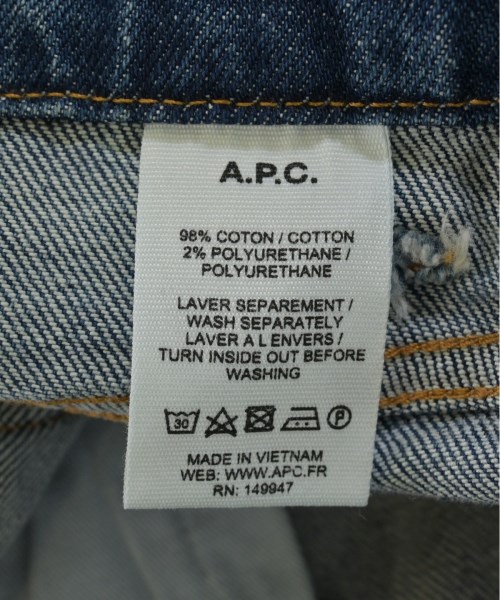 A.P.C.
98% COTON / COTTON
2% POLYURETHANE /
POLYURETHANE
LAVER SEPAREMENT /
WASH SEPARATELY
LAVER A L ENVERS /
TURN INSIDE OUT BEFORE
WASHING
30 P
MADE IN VIETNAM
WEB: WWW.APC.FR
RN: 149947